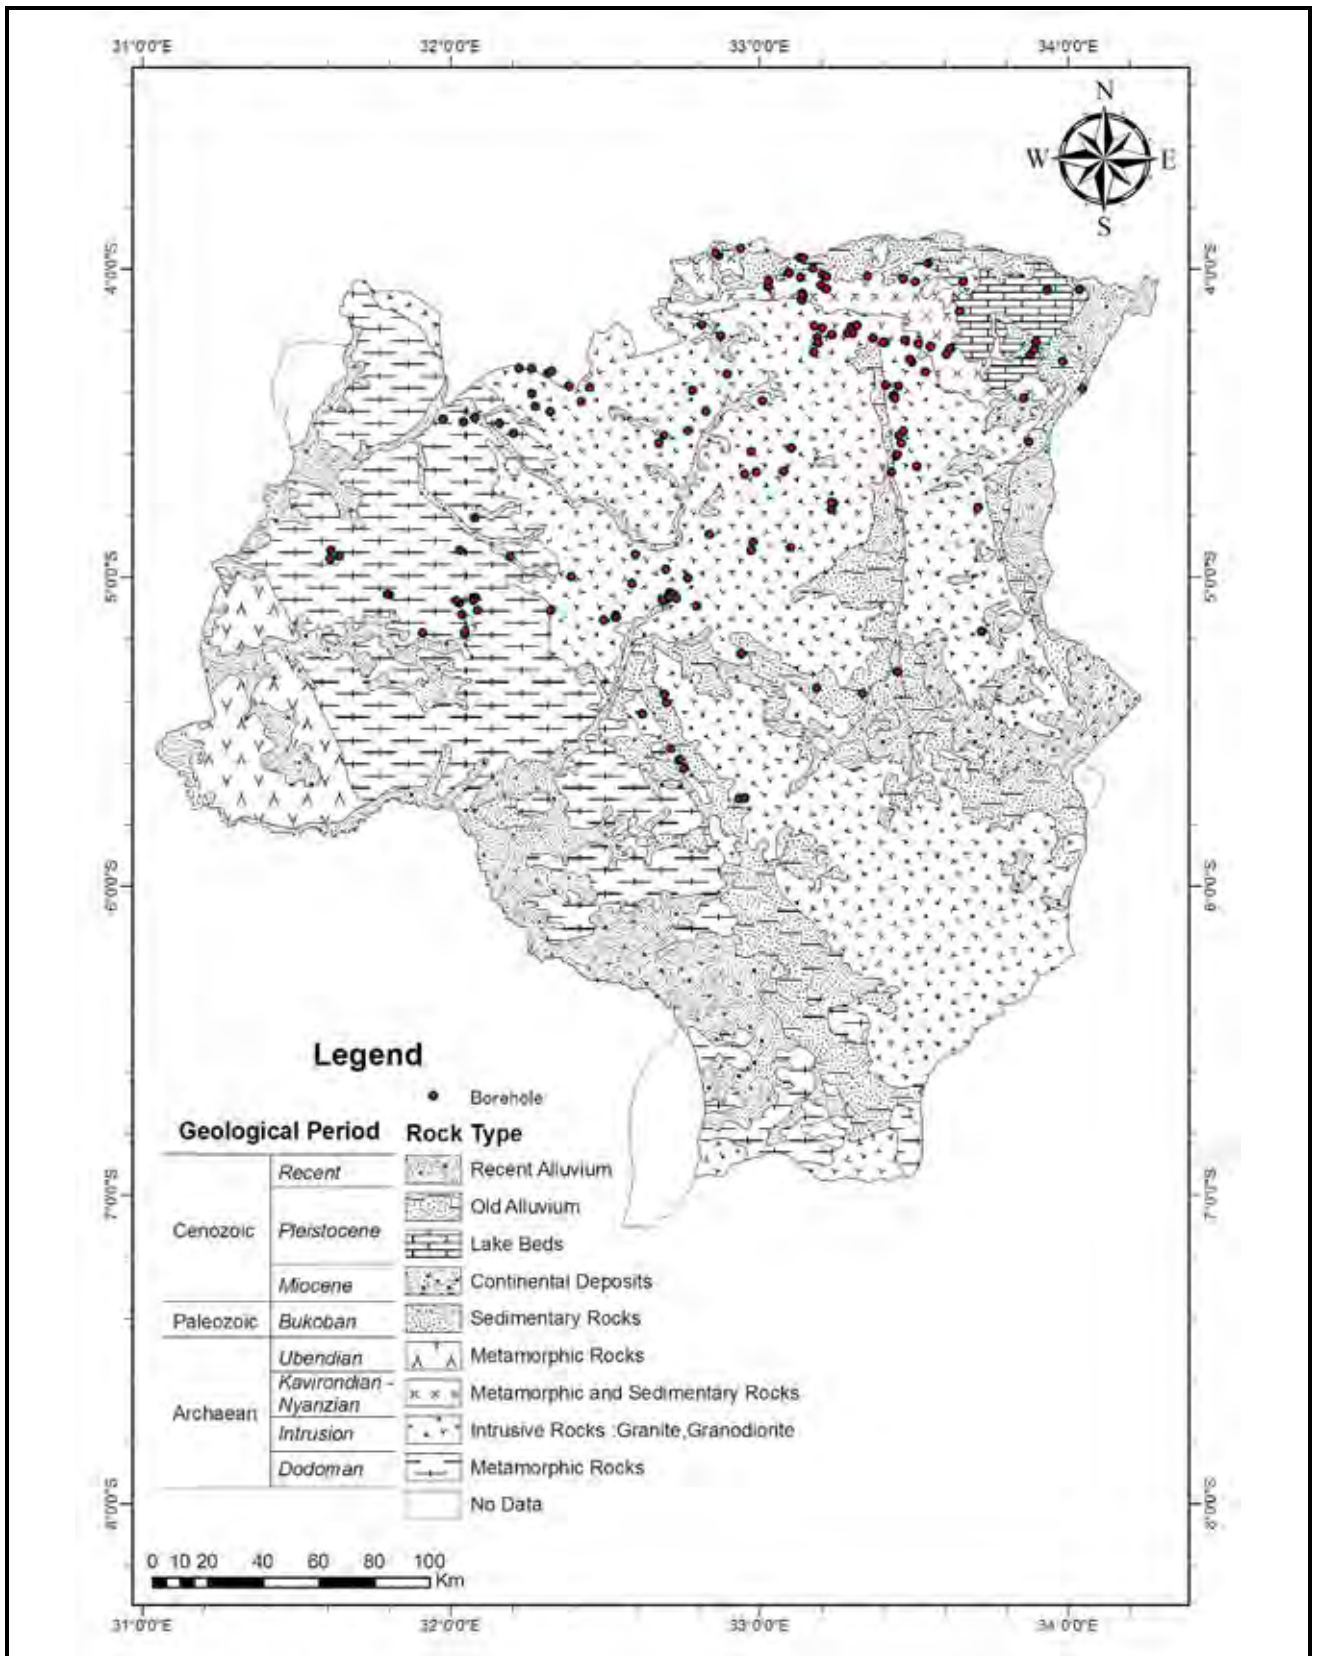 31°0'0"E 32°0'0"E 33°0'0"E 34°0'0"E
N
W E
S
4°0'0"S 4°0'0"S
5°0'0"S 5°0'0"S
6°0'0"S 6°0'0"S
Legend
Borehole
Geological Period Rock Type
Recent Recent Alluvium
Old Alluvium
7°0'0"S 7°0'0"S
Cenozoic Pleistocene
Lake Beds
Miocene Continental Deposits
Paleozoic Bukoban Sedimentary Rocks
Ubendian Metamorphic Rocks
Kavirondian -
Nyanzian Metamorphic and Sedimentary Rocks
Archaean
Intrusion Intrusive Rocks :Granite,Granodiorite
Dodoman Metamorphic Rocks
No Data
8°0'0"S 8°0'0"S
0 10 20 40 60 80 100
Km
31°0'0"E 32°0'0"E 33°0'0"E 34°0'0"E